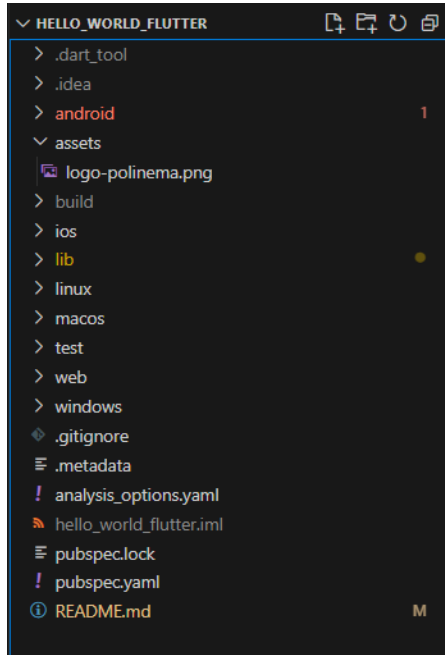 HELLO_WORLD_FLUTTER
.dart_tool
.idea
android 1
assets
logo-polinema.png
build
ios
lib
linux
macos
test
web
windows
.gitignore
.metadata
analysis_options.yaml
hello_world_flutter.iml
pubspec.lock
pubspec.yaml
README.md M